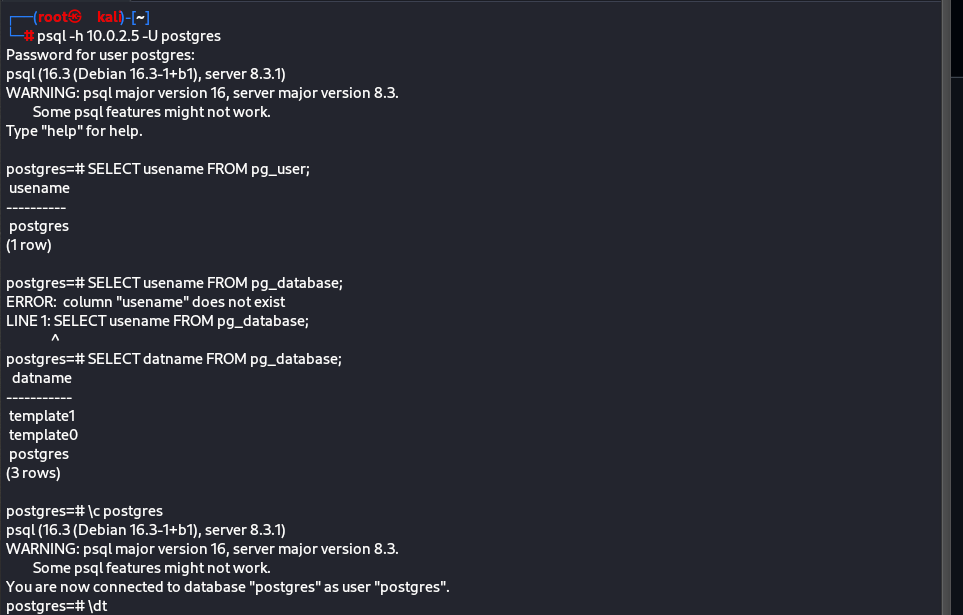 ┌──(root㉿kali)-[~]
└─# psql -h 10.0.2.5 -U postgres
Password for user postgres:
psql (16.3 (Debian 16.3-1+b1), server 8.3.1)
WARNING: psql major version 16, server major version 8.3.
Some psql features might not work.
Type "help" for help.
postgres=# SELECT usename FROM pg_user;
usename
----------
postgres
(1 row)
postgres=# SELECT usename FROM pg_database;
ERROR:  column "usename" does not exist
LINE 1: SELECT usename FROM pg_database;
^
postgres=# SELECT datname FROM pg_database;
datname
-----------
template1
template0
postgres
(3 rows)
postgres=# \c postgres
psql (16.3 (Debian 16.3-1+b1), server 8.3.1)
WARNING: psql major version 16, server major version 8.3.
Some psql features might not work.
You are now connected to database "postgres" as user "postgres".
postgres=# \dt